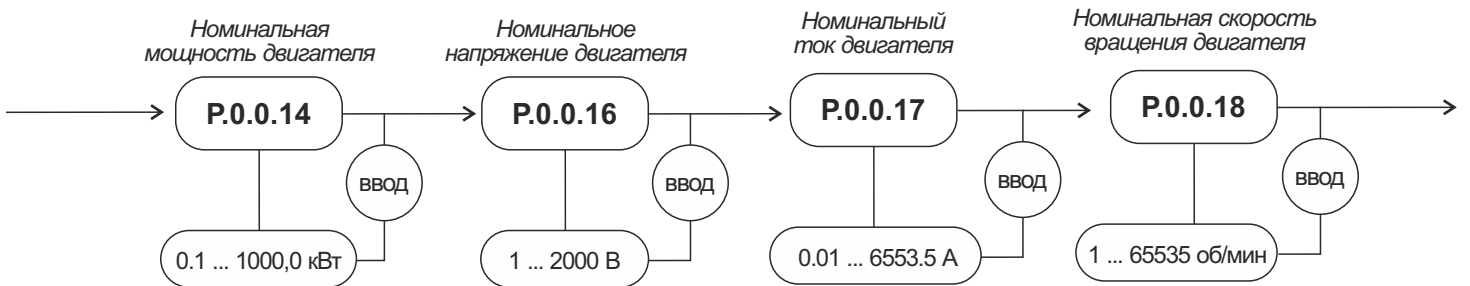 Номинальная
мощность двигателя
P.0.0.14
ввод
0.1 ... 1000,0 кВт
Номинальное
напряжение двигателя
P.0.0.16
ввод
1 ... 2000 В
Номинальный
ток двигателя
P.0.0.17
ввод
0.01 ... 6553.5 А
Номинальная скорость
вращения двигателя
P.0.0.18
ввод
1 ... 65535 об/мин